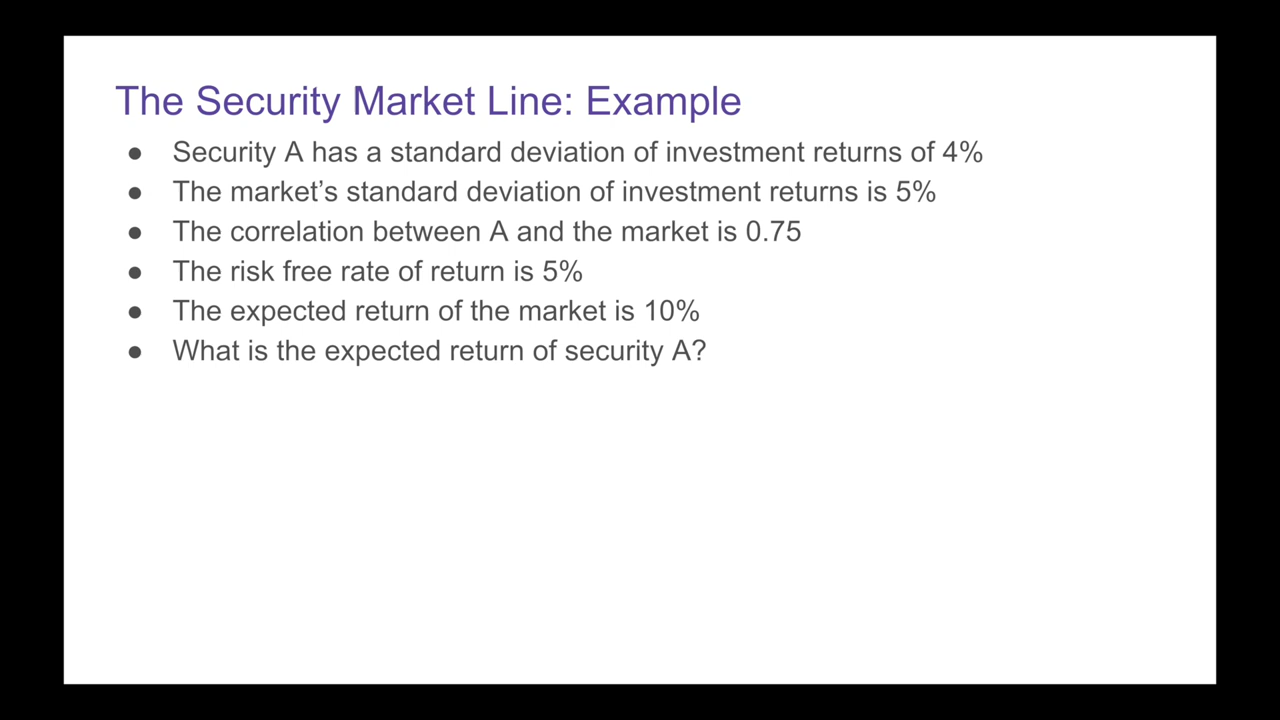 The Security Market Line: Example
● Security A has a standard deviation of investment returns of 4%
● The market’s standard deviation of investment returns is 5%
● The correlation between A and the market is 0.75
● The risk free rate of return is 5%
● The expected return of the market is 10%
● What is the expected return of security A?